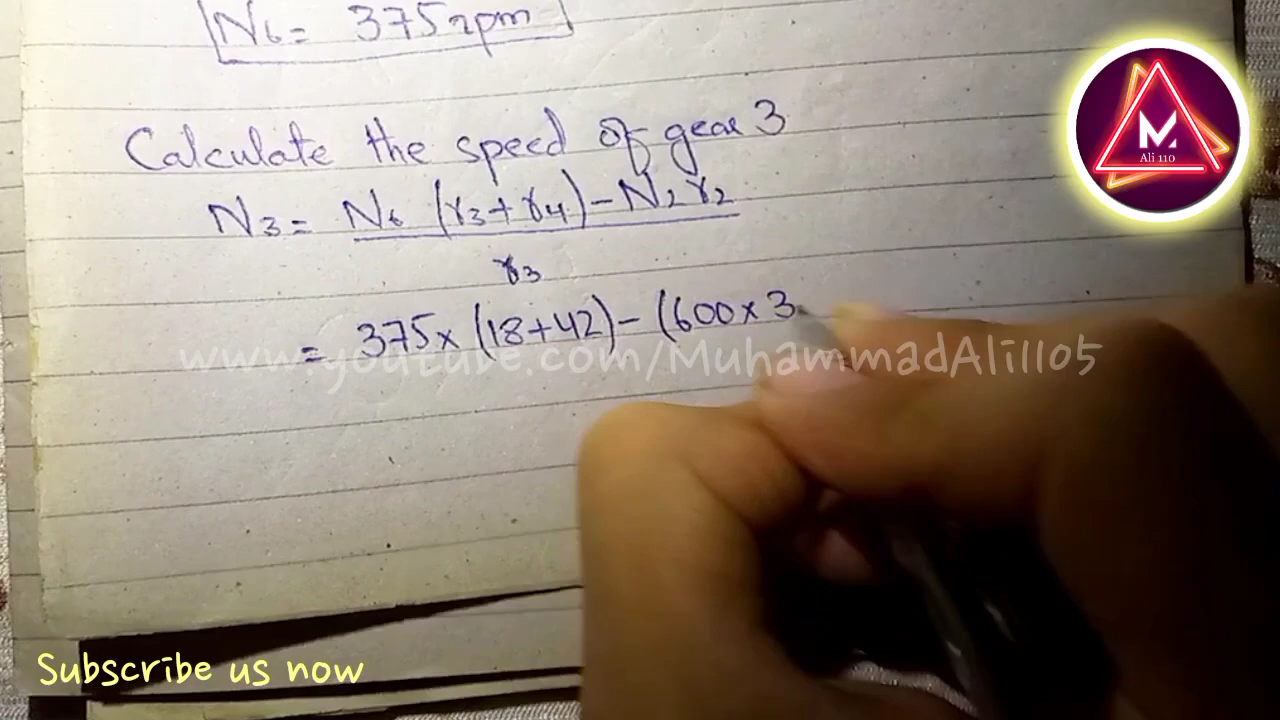 N6 = 375 rpm
Calculate the speed of gear 3
N3 = N6 (r3+r4) - N2 r2
r3
= 375 x (18+42) - (600 x 3
www.youtube.com/MuhammadAli1105
M
Ali 110
Subscribe us now